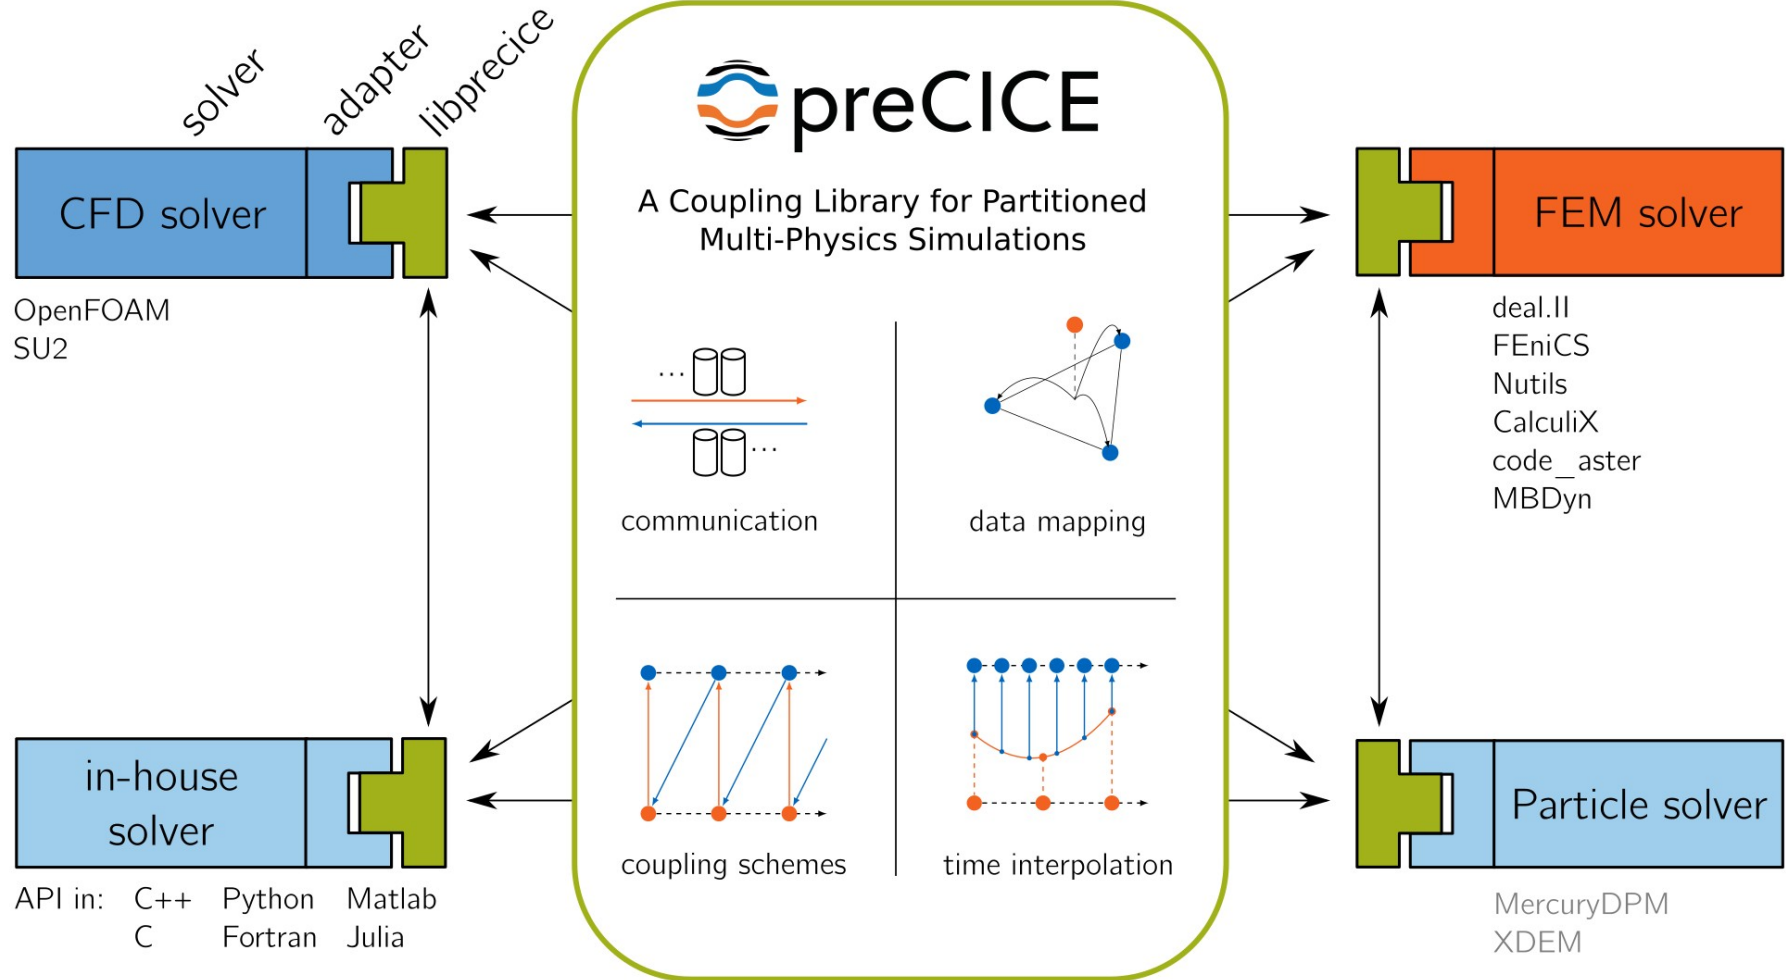 solver
adapter
libprecice
preCICE
A Coupling Library for Partitioned
Multi-Physics Simulations
CFD solver
OpenFOAM
SU2
FEM solver
deal.II
FEniCS
Nutils
CalculiX
code_aster
MBDyn
...
...
communication
data mapping
coupling schemes
time interpolation
in-house
solver
API in: C++ Python Matlab
C Fortran Julia
Particle solver
MercuryDPM
XDEM